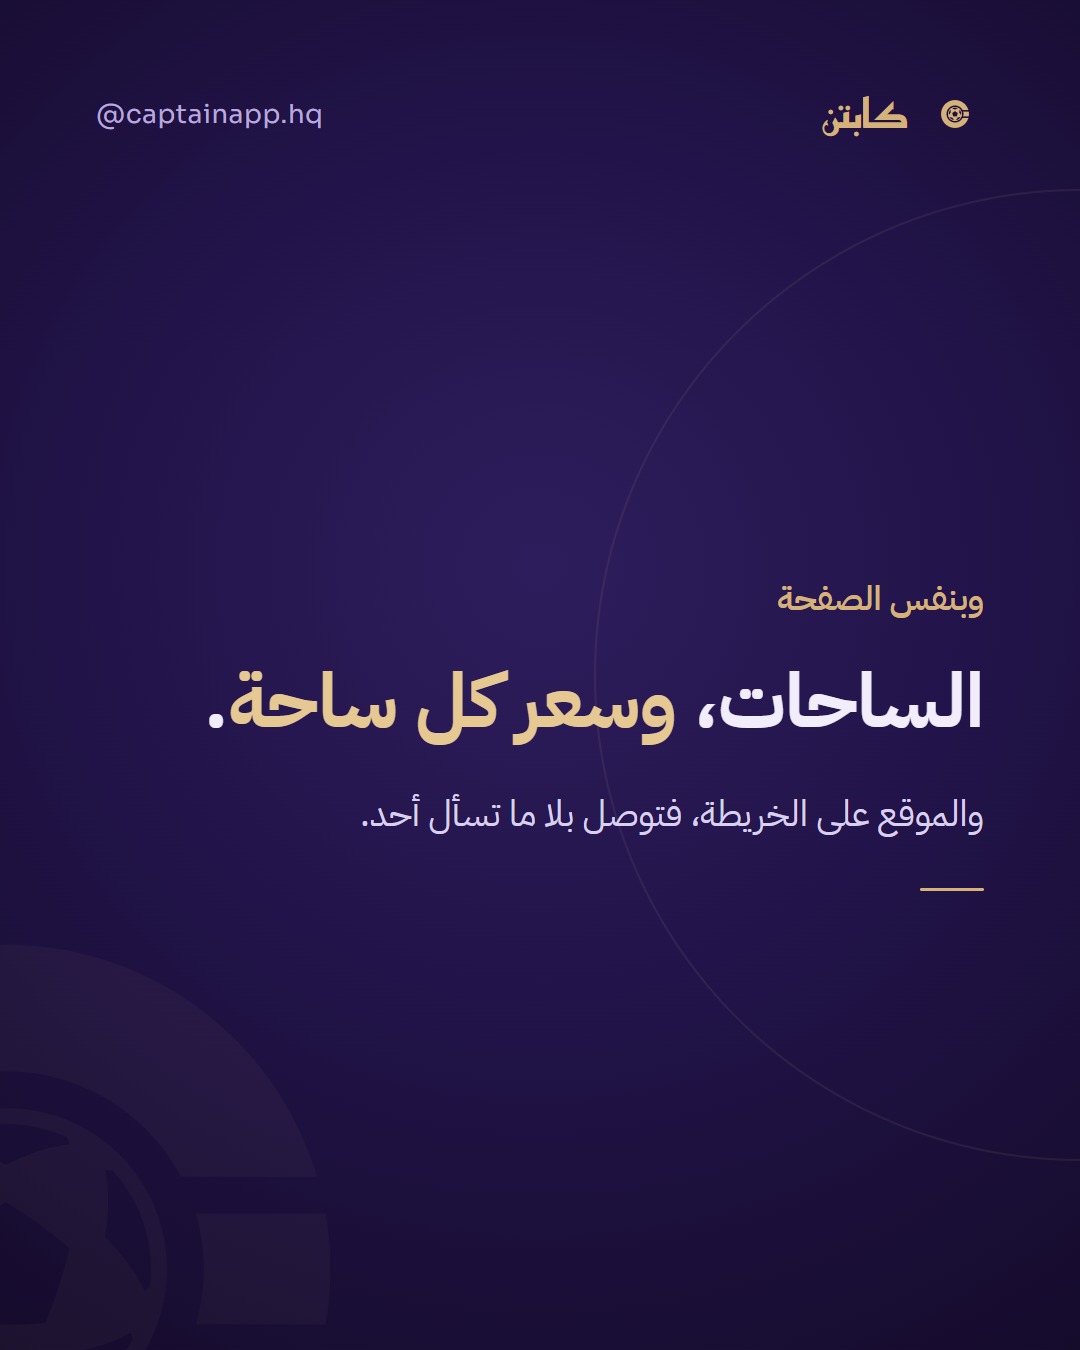 كابتن
@captainapp.hq
وبنفس الصفحة
الساحات، وسعر كل ساحة.
والموقع على الخريطة، فتوصل بلا ما تسأل أحد.